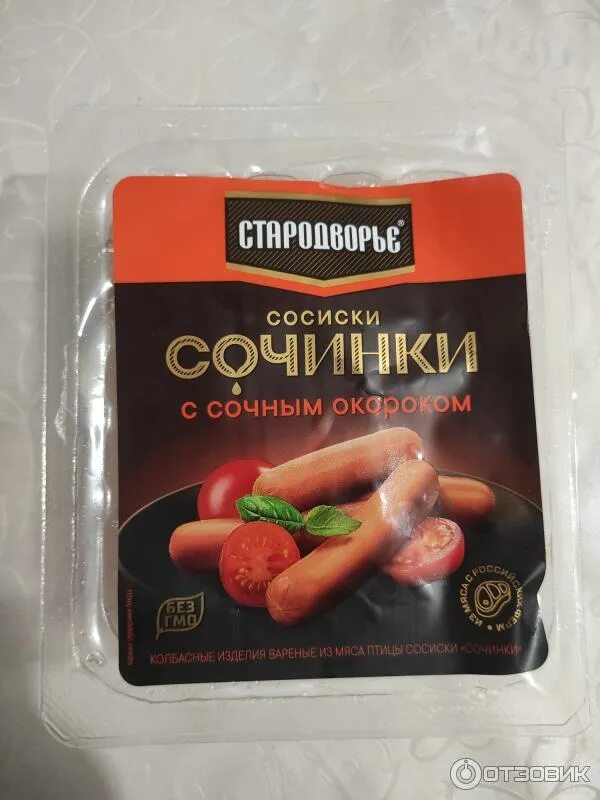 СТАРОДВОРЬЕ®
СОСИСКИ
СОЧИНКИ
С СОЧНЫМ ОКОРОКОМ
БЕЗ
ГМО
ИЗ МЯСА С РОССИЙСКИХ ФЕРМ
КОЛБАСНЫЕ ИЗДЕЛИЯ ВАРЕНЫЕ ИЗ МЯСА ПТИЦЫ СОСИСКИ «СОЧИНКИ»
ОТЗОВИК